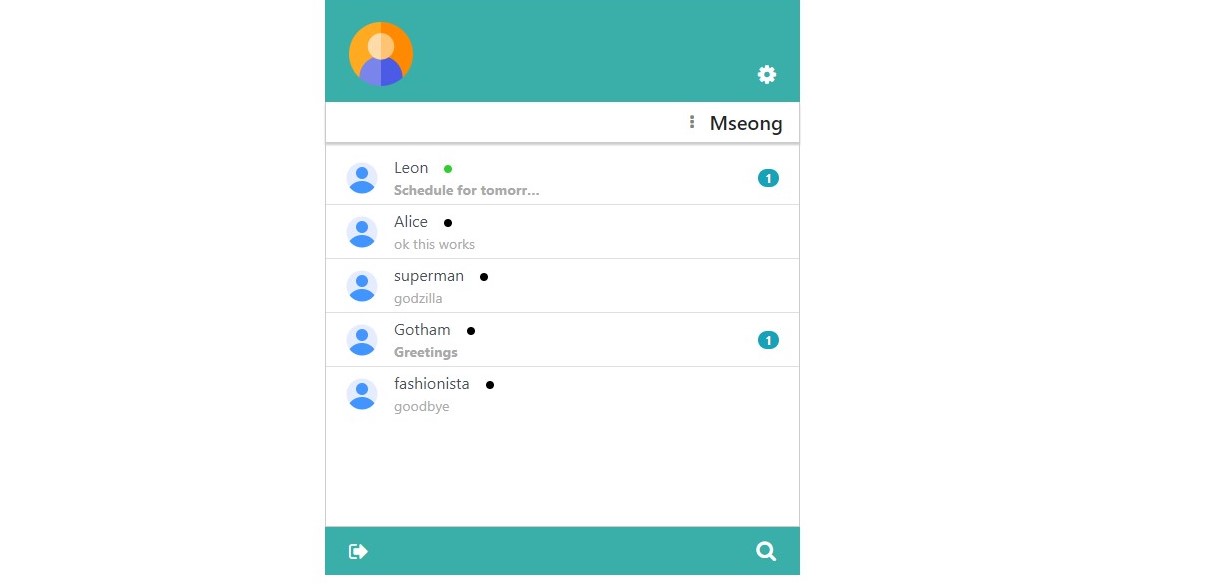 Mseong
Leon
Schedule for tomorr...
1
Alice
ok this works
superman
godzilla
Gotham
Greetings
1
fashionista
goodbye